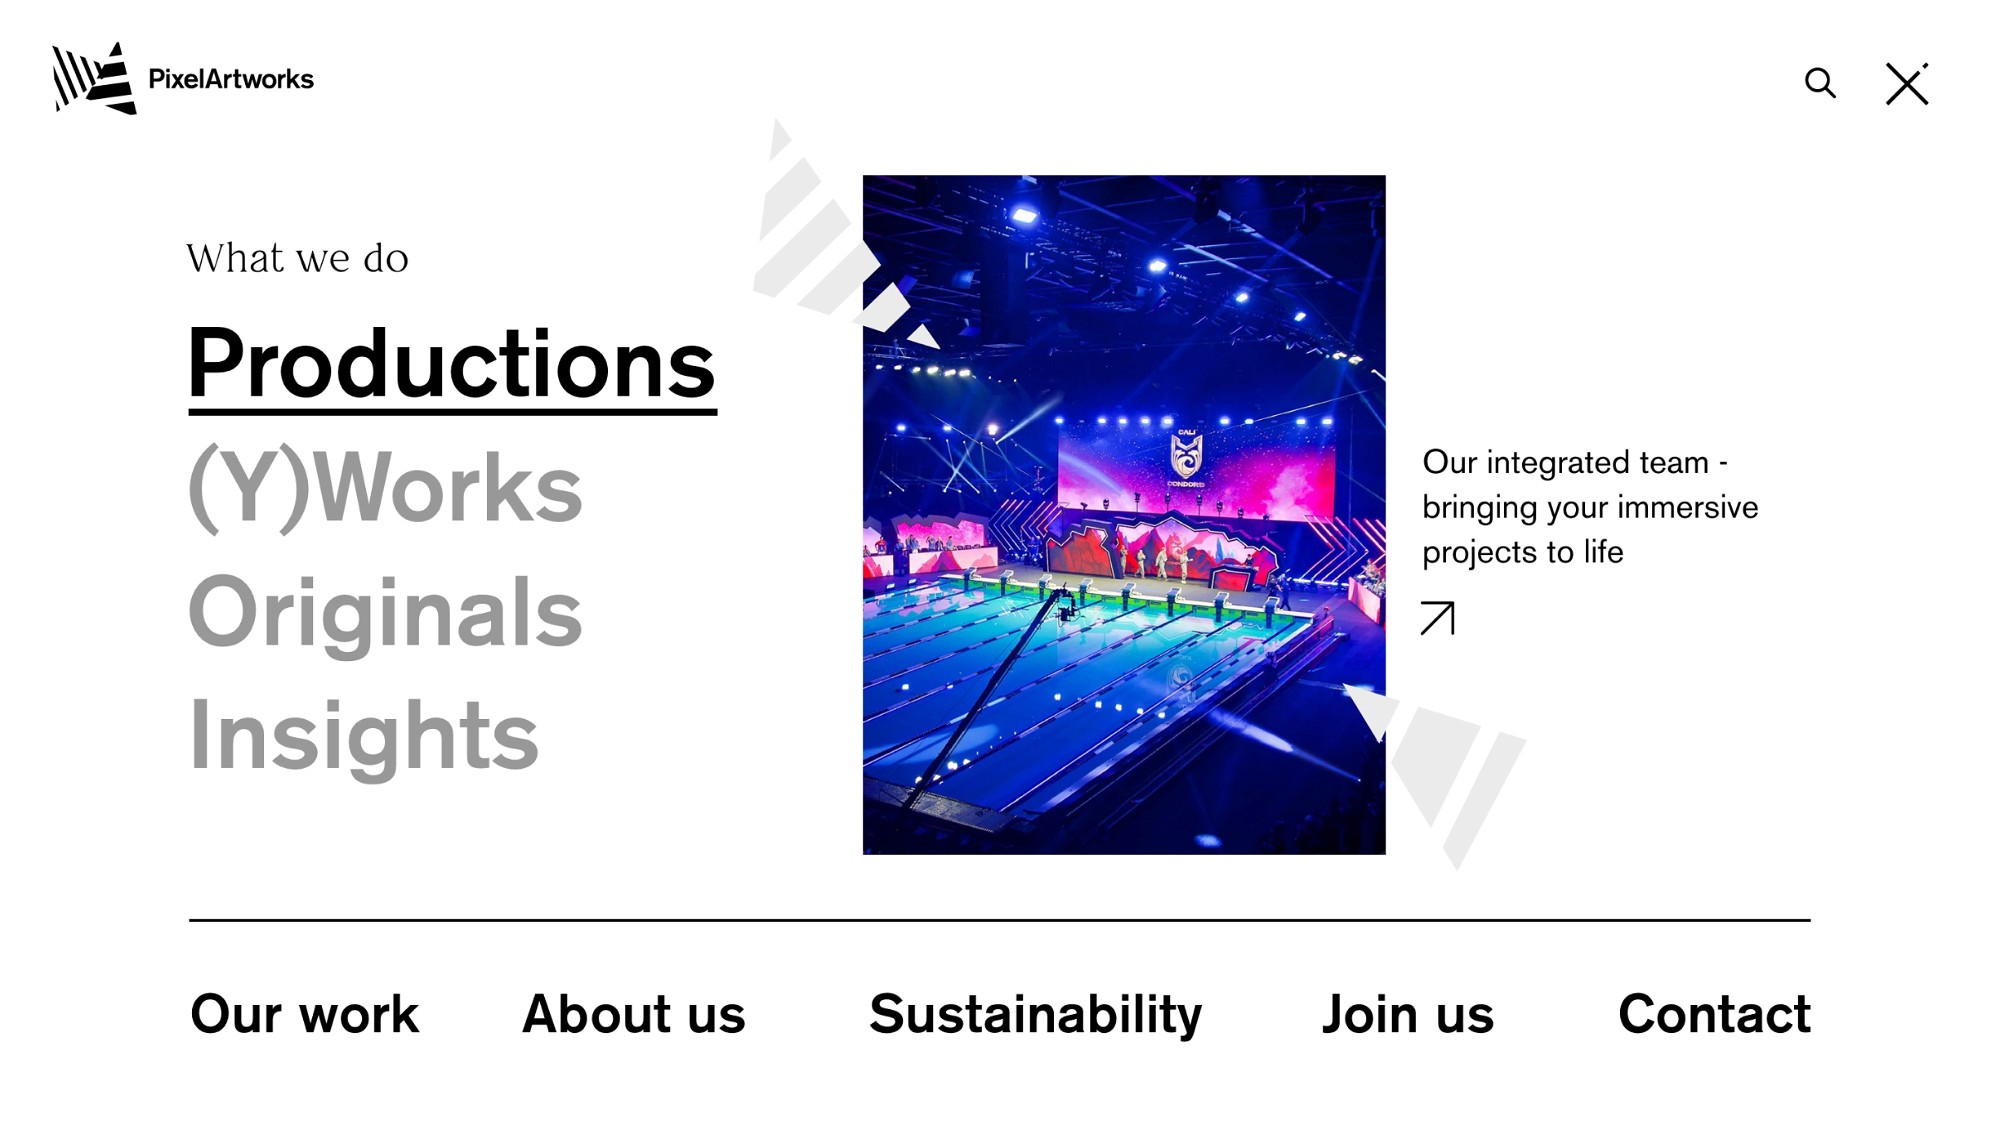 PixelArtworks
What we do
Productions
(Y)Works
Originals
Insights
CALI
CONDORS
Our integrated team -
bringing your immersive
projects to life
Our work
About us
Sustainability
Join us
Contact